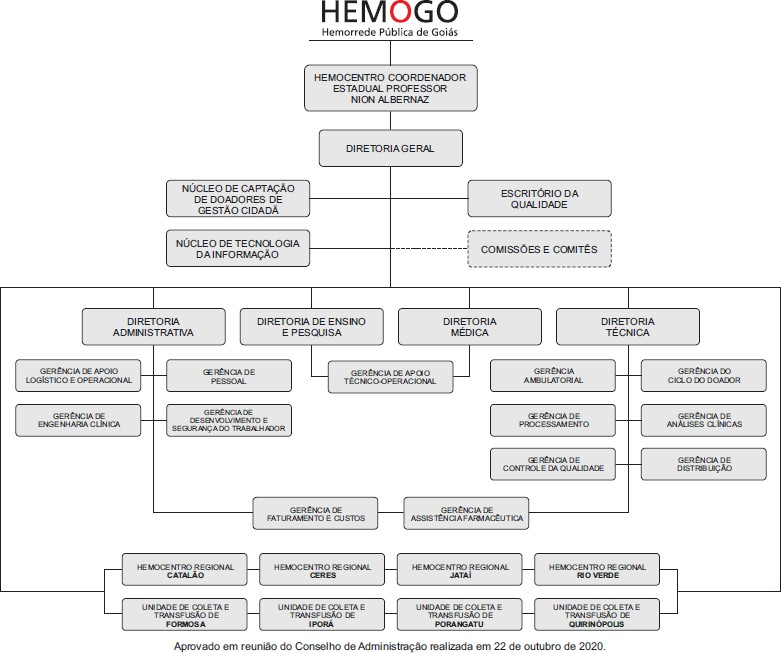 HEMOGO
Hemorrede Pública de Goiás
HEMOCENTRO COORDENADOR
ESTADUAL PROFESSOR
NION ALBERNAZ
DIRETORIA GERAL
NÚCLEO DE CAPTAÇÃO
DE DOADORES DE
GESTÃO CIDADÃ
ESCRITÓRIO DA
QUALIDADE
NÚCLEO DE TECNOLOGIA
DA INFORMAÇÃO
COMISSÕES E COMITÊS
DIRETORIA
ADMINISTRATIVA
DIRETORIA DE ENSINO
E PESQUISA
DIRETORIA
MÉDICA
DIRETORIA
TÉCNICA
GERÊNCIA DE APOIO
LOGÍSTICO E OPERACIONAL
GERÊNCIA DE
PESSOAL
GERÊNCIA DE APOIO
TÉCNICO-OPERACIONAL
GERÊNCIA
AMBULATORIAL
GERÊNCIA DO
CICLO DO DOADOR
GERÊNCIA DE
ENGENHARIA CLÍNICA
GERÊNCIA DE
DESENVOLVIMENTO E
SEGURANÇA DO TRABALHADOR
GERÊNCIA DE
PROCESSAMENTO
GERÊNCIA DE
ANÁLISES CLÍNICAS
GERÊNCIA DE
CONTROLE DA QUALIDADE
GERÊNCIA DE
DISTRIBUIÇÃO
GERÊNCIA DE
FATURAMENTO E CUSTOS
GERÊNCIA DE
ASSISTÊNCIA FARMACÊUTICA
HEMOCENTRO REGIONAL
CATALÃO
HEMOCENTRO REGIONAL
CERES
HEMOCENTRO REGIONAL
JATAÍ
HEMOCENTRO REGIONAL
RIO VERDE
UNIDADE DE COLETA E
TRANSFUSÃO DE
FORMOSA
UNIDADE DE COLETA E
TRANSFUSÃO DE
IPORÁ
UNIDADE DE COLETA E
TRANSFUSÃO DE
PORANGATU
UNIDADE DE COLETA E
TRANSFUSÃO DE
QUIRINÓPOLIS
Aprovado em reunião do Conselho de Administração realizada em 22 de outubro de 2020.